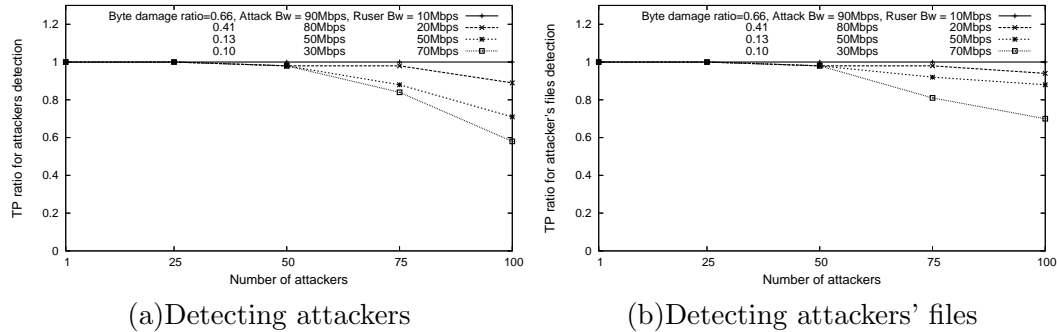 Byte damage ratio=0.66, Attack Bw = 90Mbps, Ruser Bw = 10Mbps
0.41 80Mbps 20Mbps
0.13 50Mbps 50Mbps
0.10 30Mbps 70Mbps
TP ratio for attackers detection
1.2
1
0.8
0.6
0.4
0.2
0
1 25 50 75 100
Number of attackers
(a)Detecting attackers
Byte damage ratio=0.66, Attack Bw = 90Mbps, Ruser Bw = 10Mbps
0.41 80Mbps 20Mbps
0.13 50Mbps 50Mbps
0.10 30Mbps 70Mbps
TP ratio for attacker's files detection
1.2
1
0.8
0.6
0.4
0.2
0
1 25 50 75 100
Number of attackers
(b)Detecting attackers' files